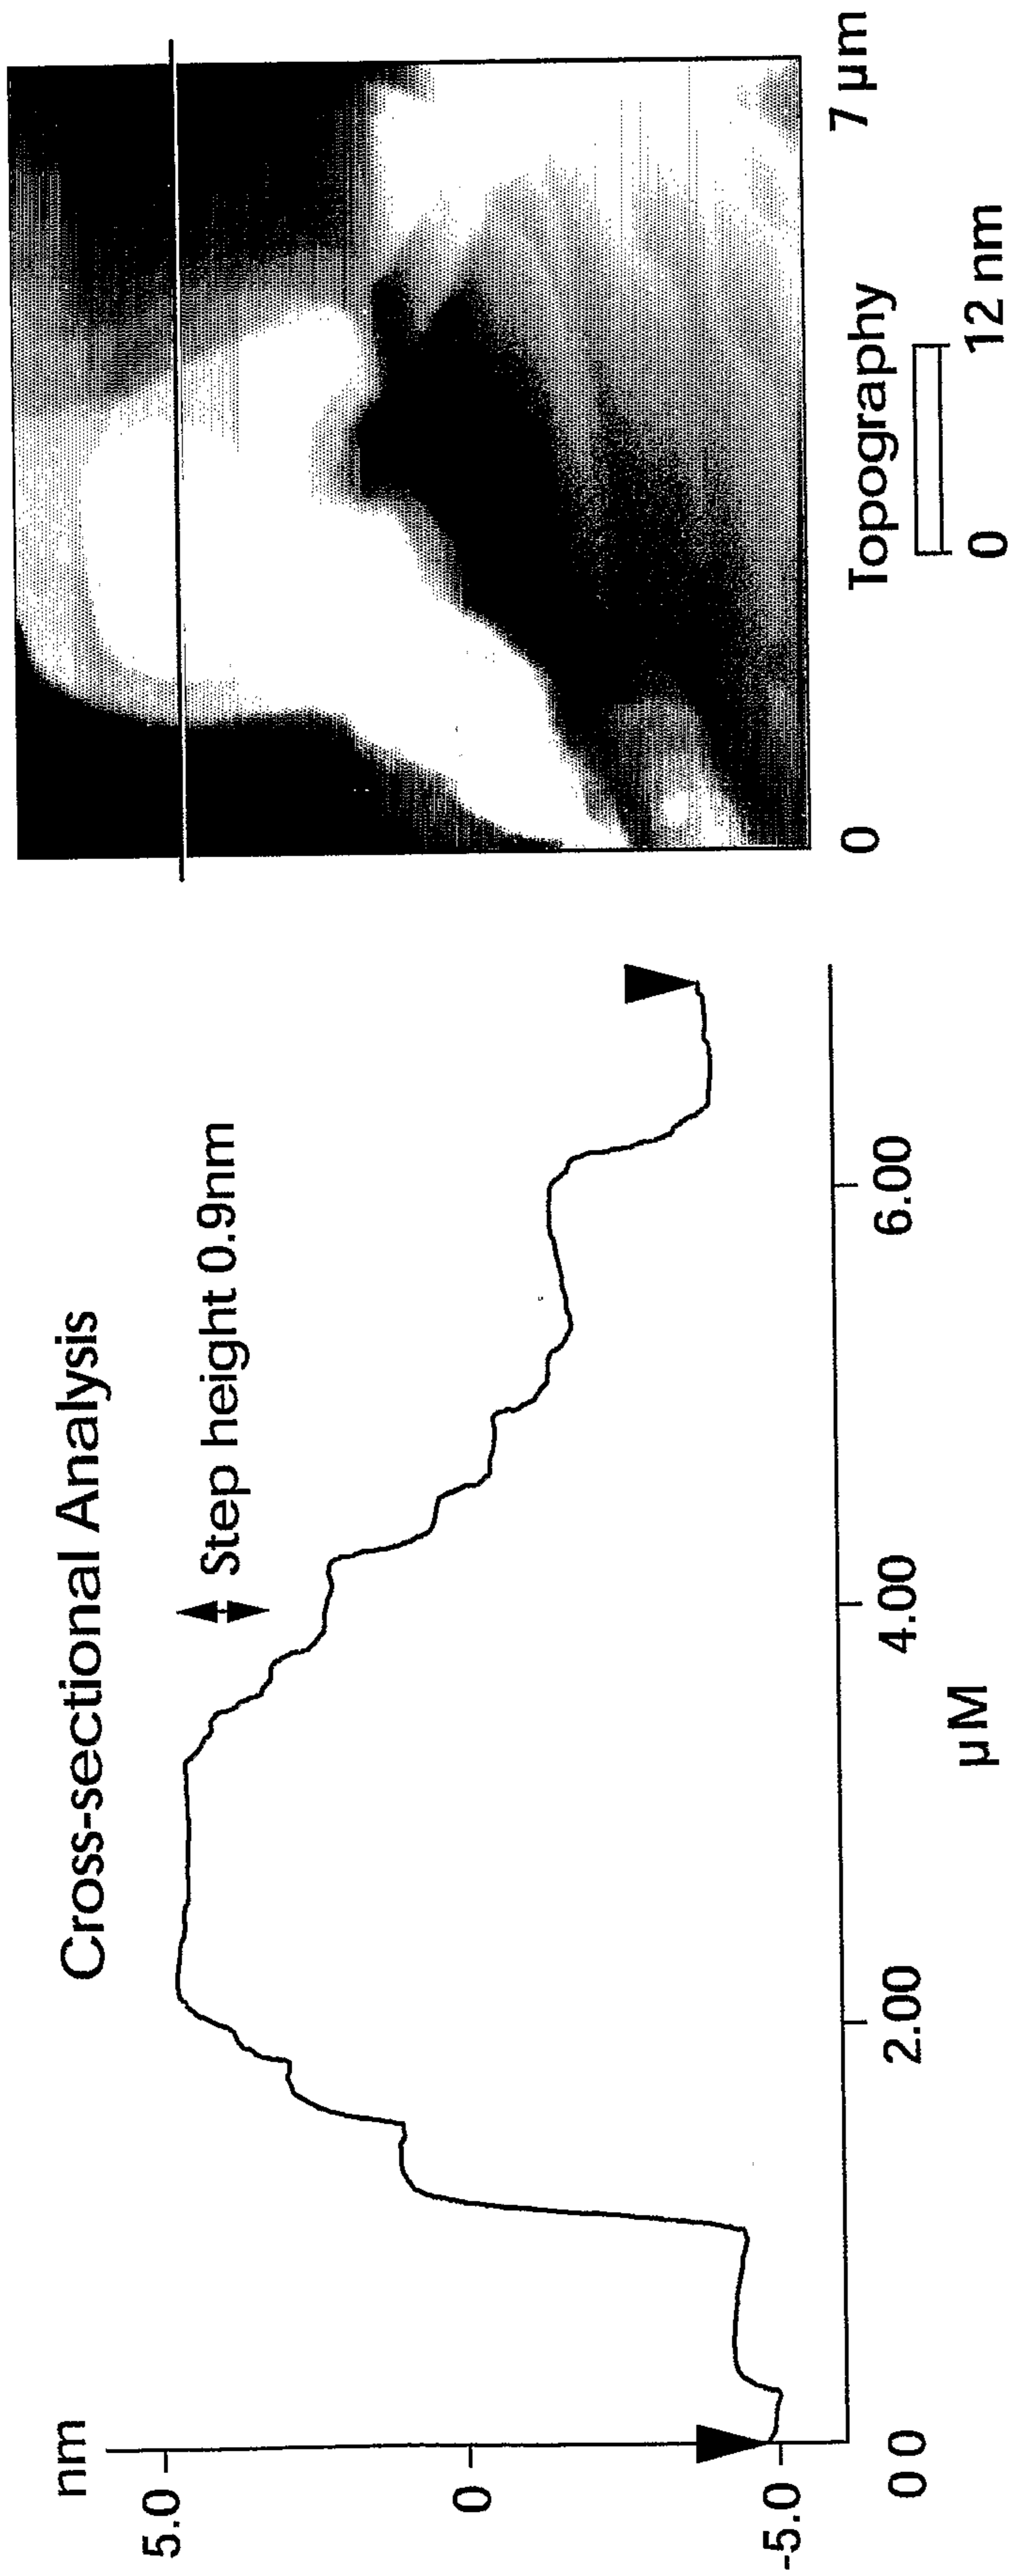 Cross-sectional Analysis
nm
5.0
0
-5.0
Step height 0.9nm
0 0
2.00
4.00
6.00
µM
0
7 µm
Topography
0
12 nm